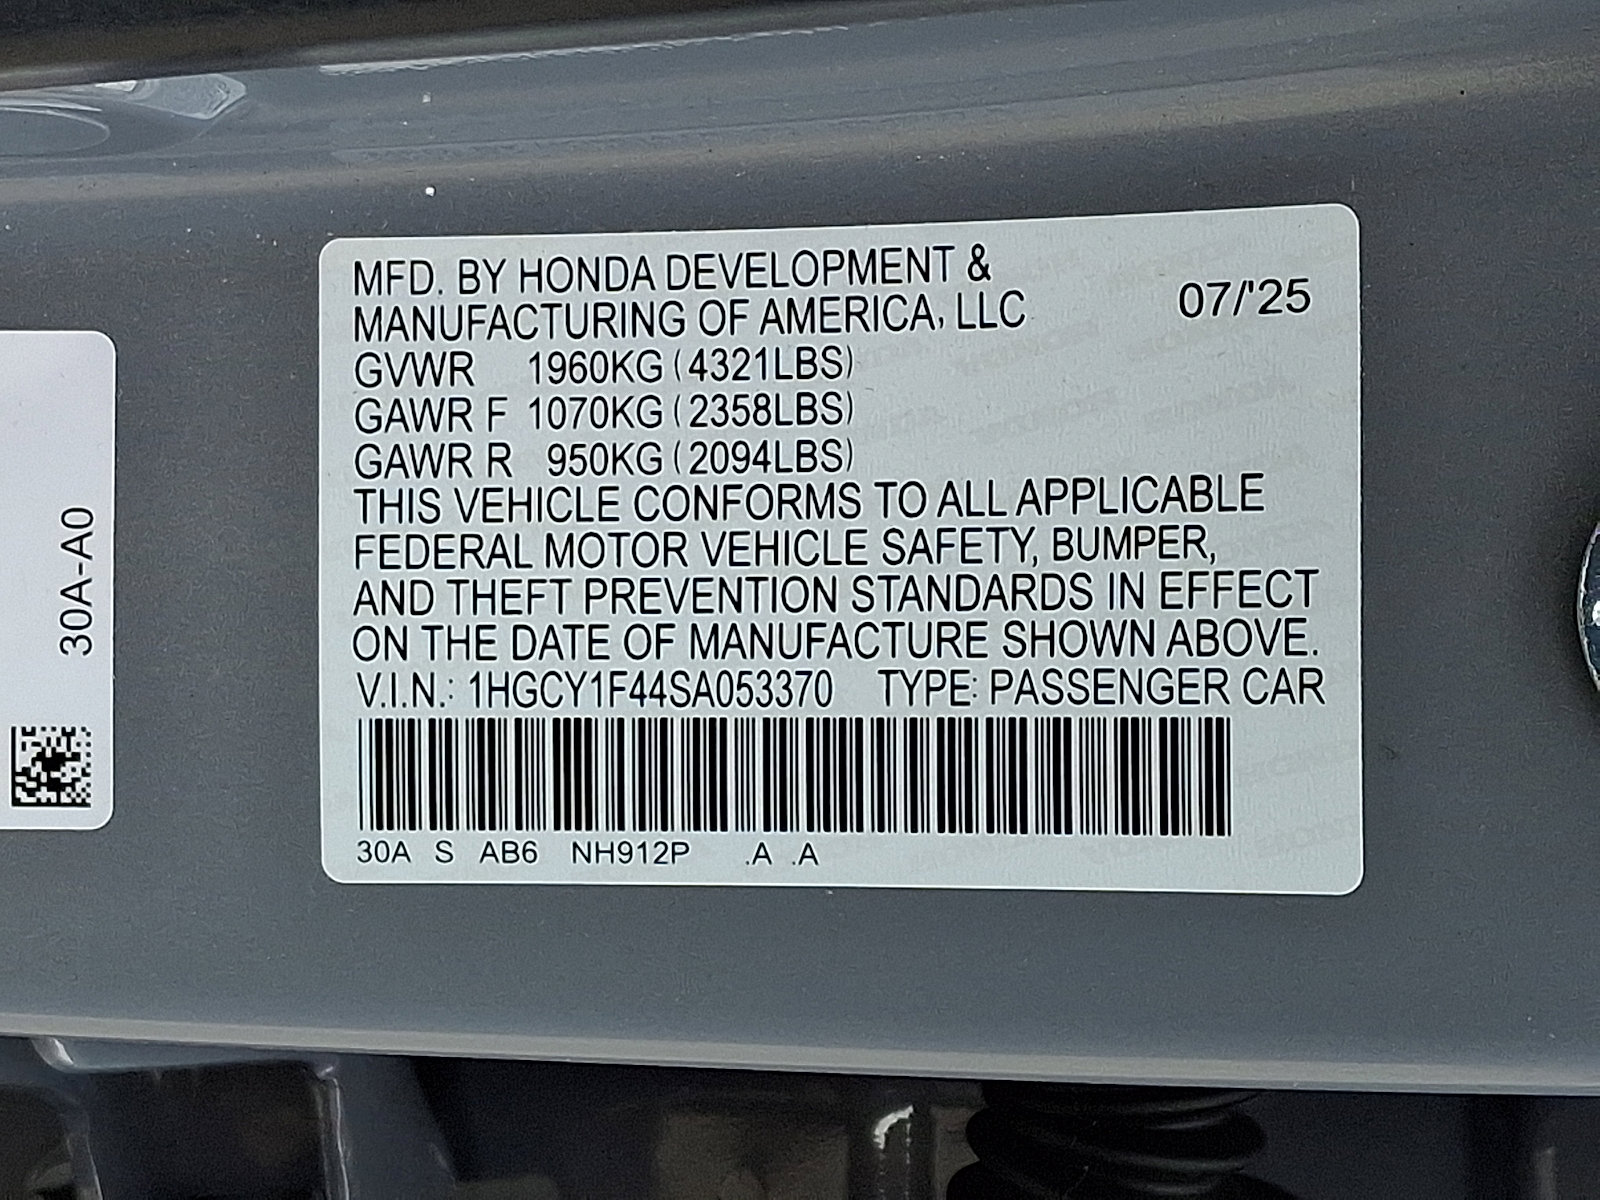 MFD. BY HONDA DEVELOPMENT &
MANUFACTURING OF AMERICA, LLC 07/'25
GVWR 1960KG (4321LBS)
GAWR F 1070KG (2358LBS)
GAWR R 950KG (2094LBS)
THIS VEHICLE CONFORMS TO ALL APPLICABLE
FEDERAL MOTOR VEHICLE SAFETY, BUMPER,
AND THEFT PREVENTION STANDARDS IN EFFECT
ON THE DATE OF MANUFACTURE SHOWN ABOVE.
V.I.N.: 1HGCY1F44SA053370 TYPE: PASSENGER CAR
30A S AB6 NH912P .A .A
30A-A0